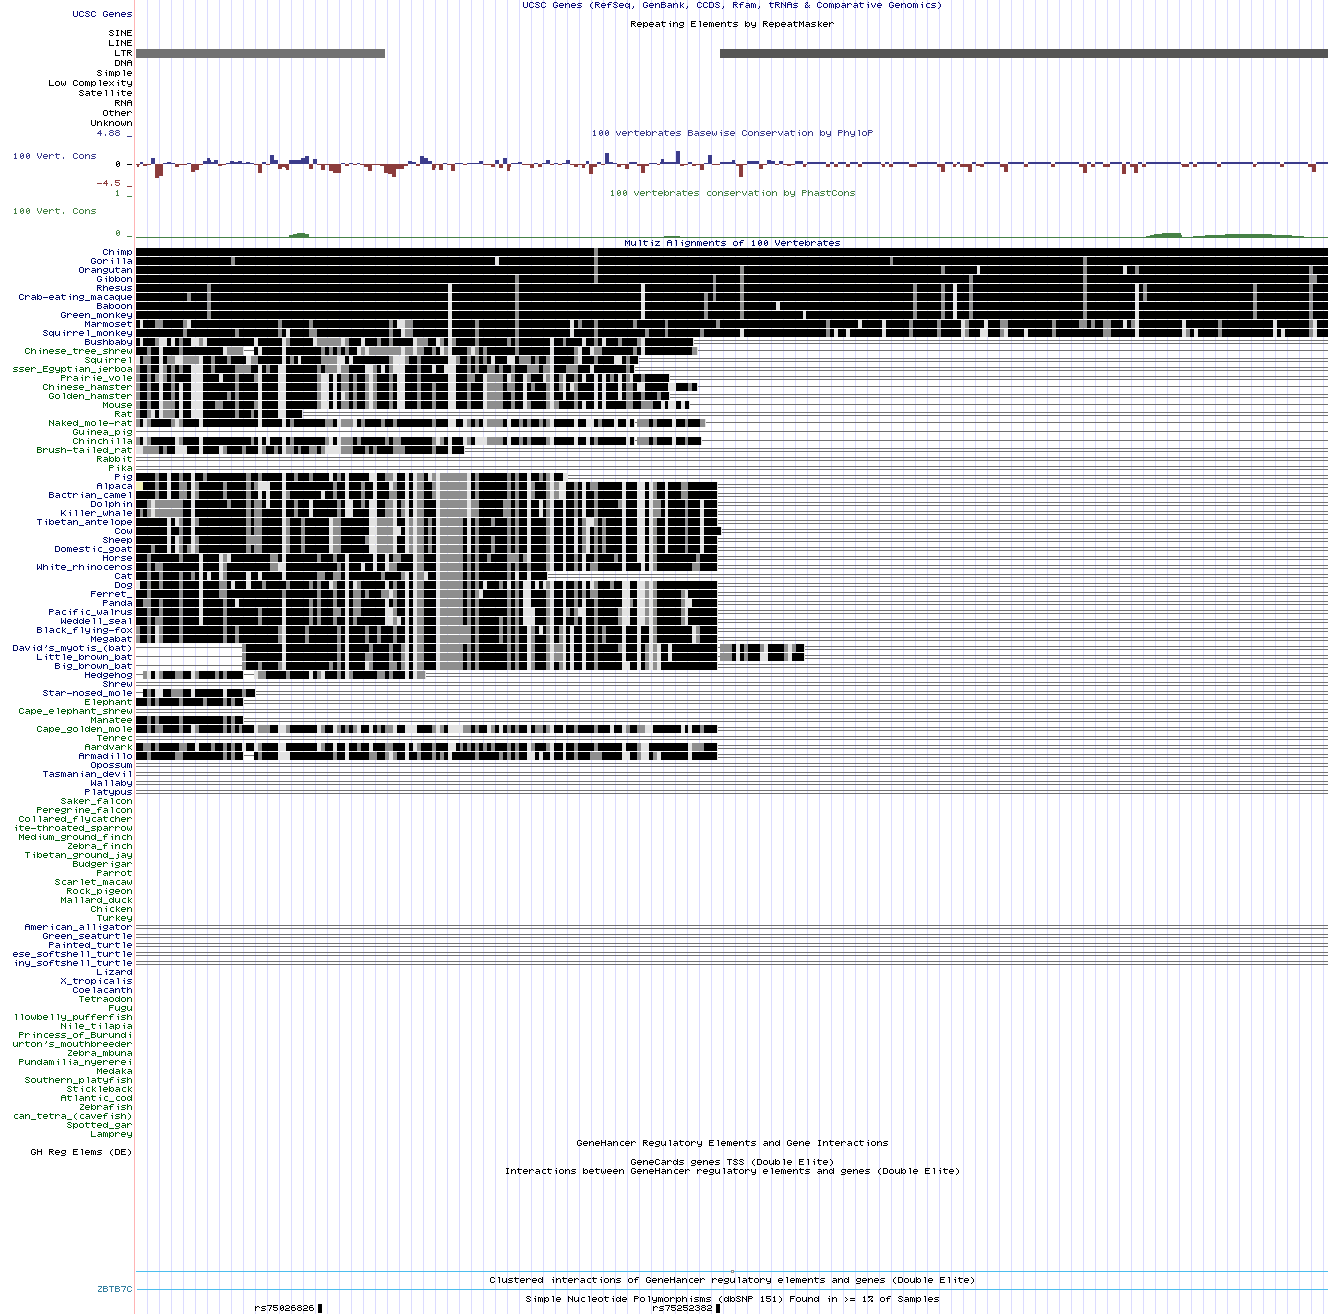 UCSC Genes (RefSeq, GenBank, CCDS, Rfam, tRNAs & Comparative Genomics)
UCSC Genes
Repeating Elements by RepeatMasker
SINE
LINE
LTR
DNA
Simple
Low Complexity
Satellite
RNA
Other
Unknown
4.88 _
100 vertebrates Basewise Conservation by PhyloP
100 Vert. Cons
0 _
-4.5 _
1 _
100 vertebrates conservation by PhastCons
100 Vert. Cons
0 _
Multiz Alignments of 100 Vertebrates
Chimp
Gorilla
Orangutan
Gibbon
Rhesus
Crab-eating_macaque
Baboon
Green_monkey
Marmoset
Squirrel_monkey
Bushbaby
Chinese_tree_shrew
Squirrel
sser_Egyptian_jerboa
Prairie_vole
Chinese_hamster
Golden_hamster
Mouse
Rat
Naked_mole-rat
Guinea_pig
Chinchilla
Brush-tailed_rat
Rabbit
Pika
Pig
Alpaca
Bactrian_camel
Dolphin
Killer_whale
Tibetan_antelope
Cow
Sheep
Domestic_goat
Horse
White_rhinoceros
Cat
Dog
Ferret_
Panda
Pacific_walrus
Weddell_seal
Black_flying-fox
Megabat
David's_myotis_(bat)
Little_brown_bat
Big_brown_bat
Hedgehog
Shrew
Star-nosed_mole
Elephant
Cape_elephant_shrew
Manatee
Cape_golden_mole
Tenrec
Aardvark
Armadillo
Opossum
Tasmanian_devil
Wallaby
Platypus
Saker_falcon
Peregrine_falcon
Collared_flycatcher
ite-throated_sparrow
Medium_ground_finch
Zebra_finch
Tibetan_ground_jay
Budgerigar
Parrot
Scarlet_macaw
Rock_pigeon
Mallard_duck
Chicken
Turkey
American_alligator
Green_seaturtle
Painted_turtle
ese_softshell_turtle
iny_softshell_turtle
Lizard
X_tropicalis
Coelacanth
Tetraodon
Fugu
llowbelly_pufferfish
Nile_tilapia
Princess_of_Burundi
urton's_mouthbreeder
Zebra_mbuna
Pundamilia_nyererei
Medaka
Southern_platyfish
Stickleback
Atlantic_cod
Zebrafish
can_tetra_(cavefish)
Spotted_gar
Lamprey
GeneHancer Regulatory Elements and Gene Interactions
GH Reg Elems (DE)
GeneCards genes TSS (Double Elite)
Interactions between GeneHancer regulatory elements and genes (Double Elite)
Clustered interactions of GeneHancer regulatory elements and genes (Double Elite)
ZBTB7C
Simple Nucleotide Polymorphisms (dbSNP 151) Found in >= 1% of Samples
rs75026826 rs75252382